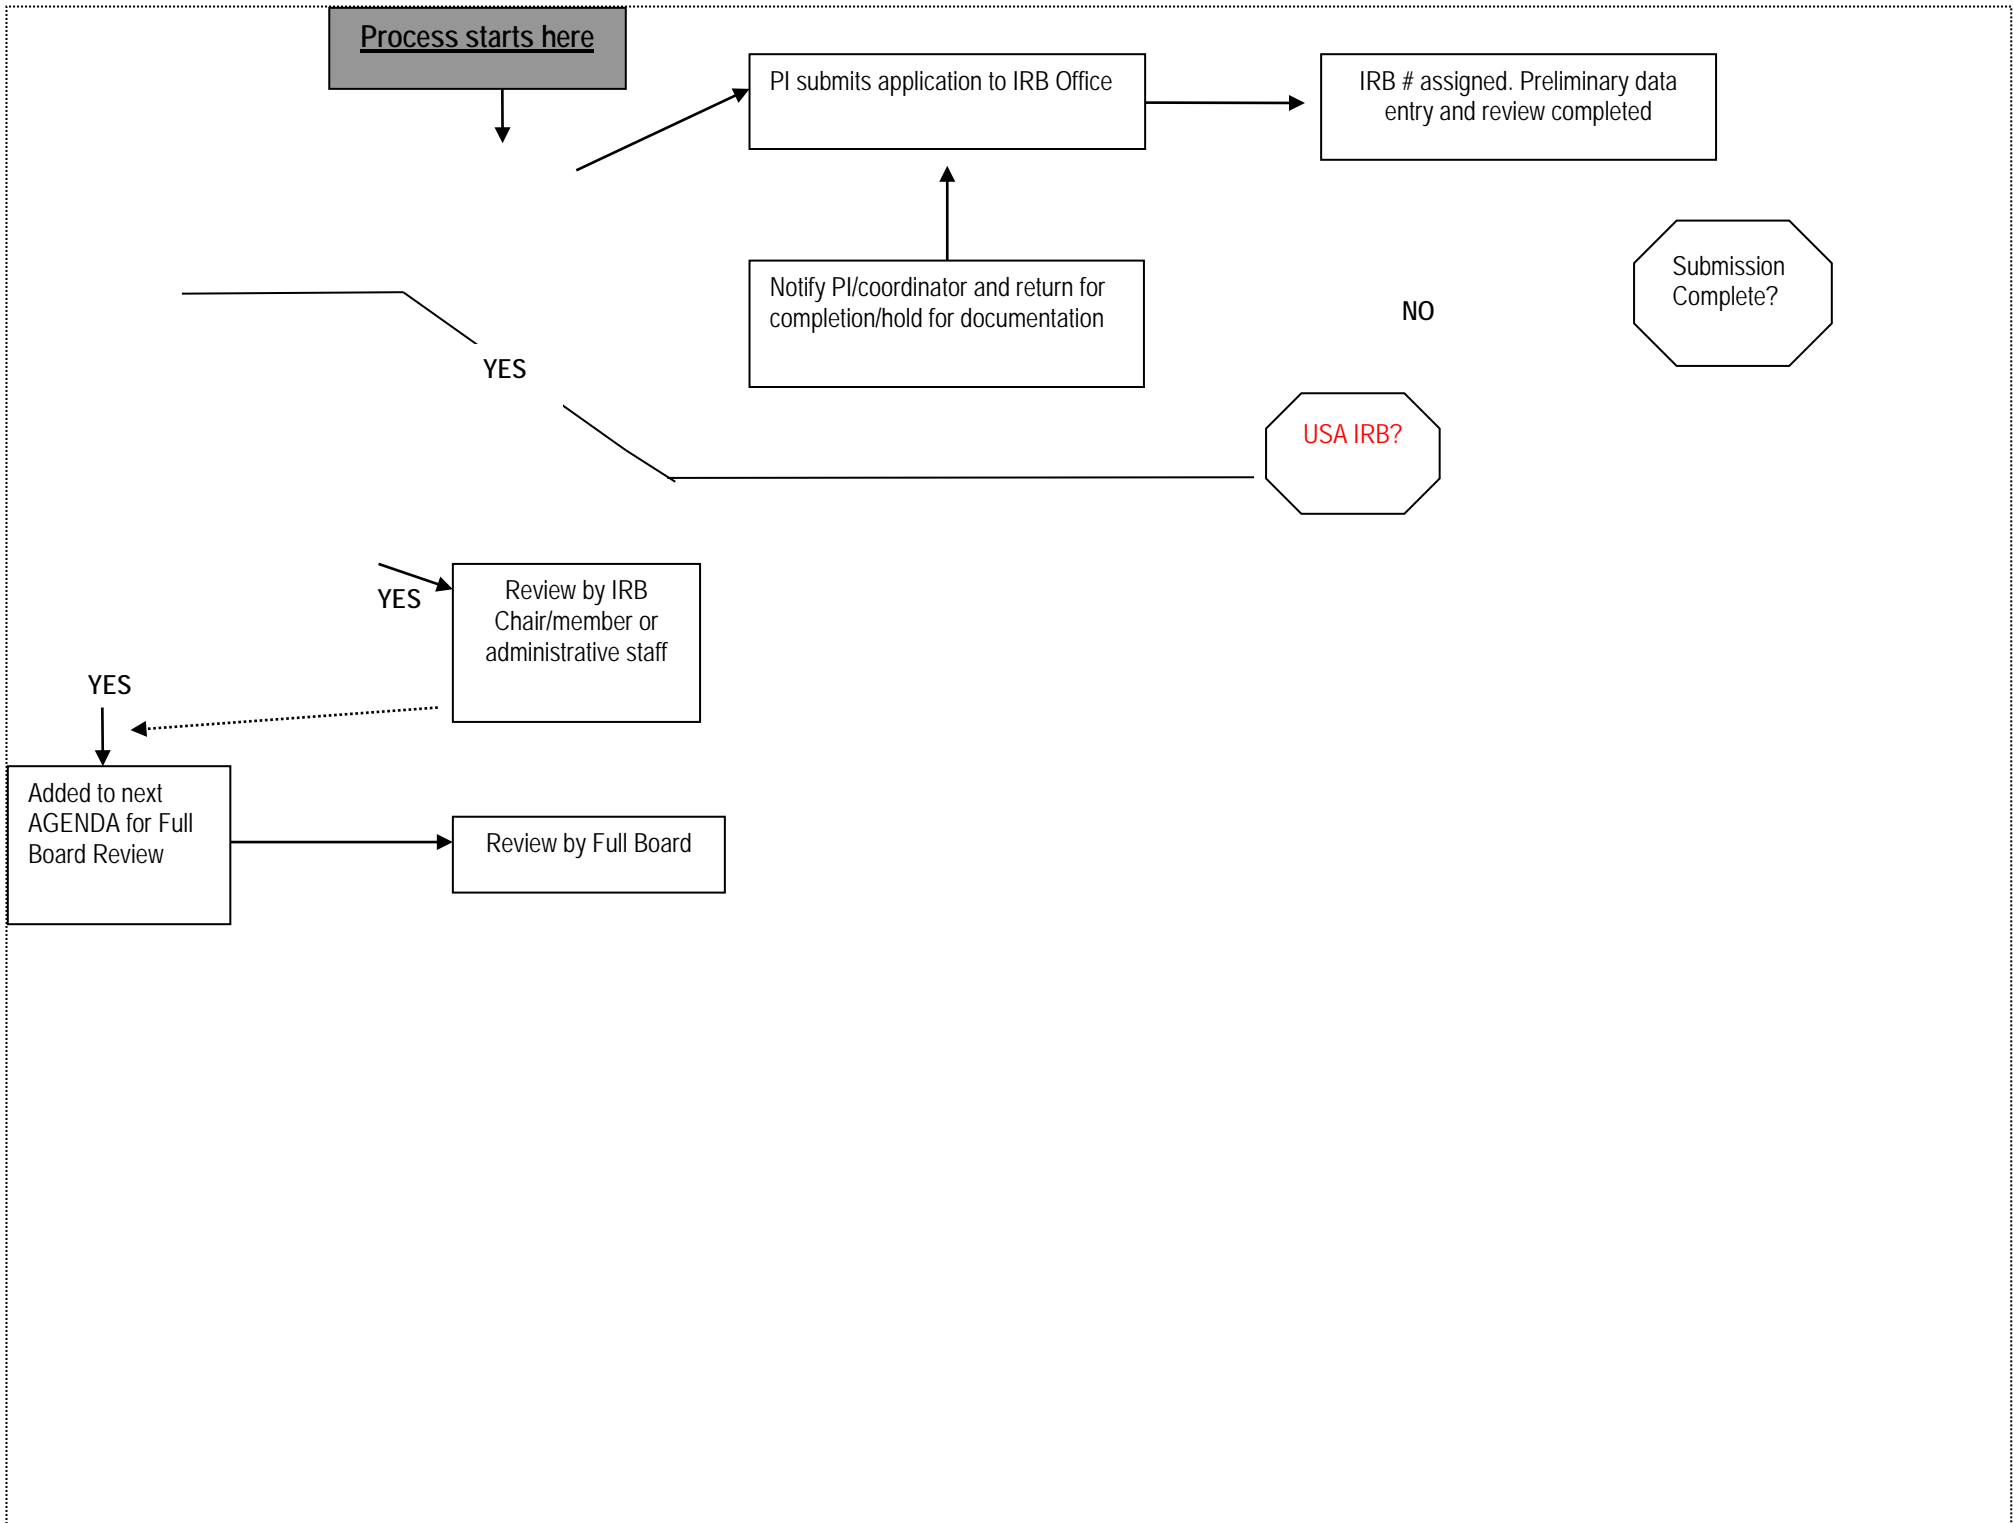 Process starts here
PI submits application to IRB Office
IRB # assigned. Preliminary data
entry and review completed
Submission
Complete?
Notify PI/coordinator and return for
completion/hold for documentation
NO
YES
USA IRB?
YES
Review by IRB
Chair/member or
administrative staff
YES
Added to next
AGENDA for Full
Board Review
Review by Full Board